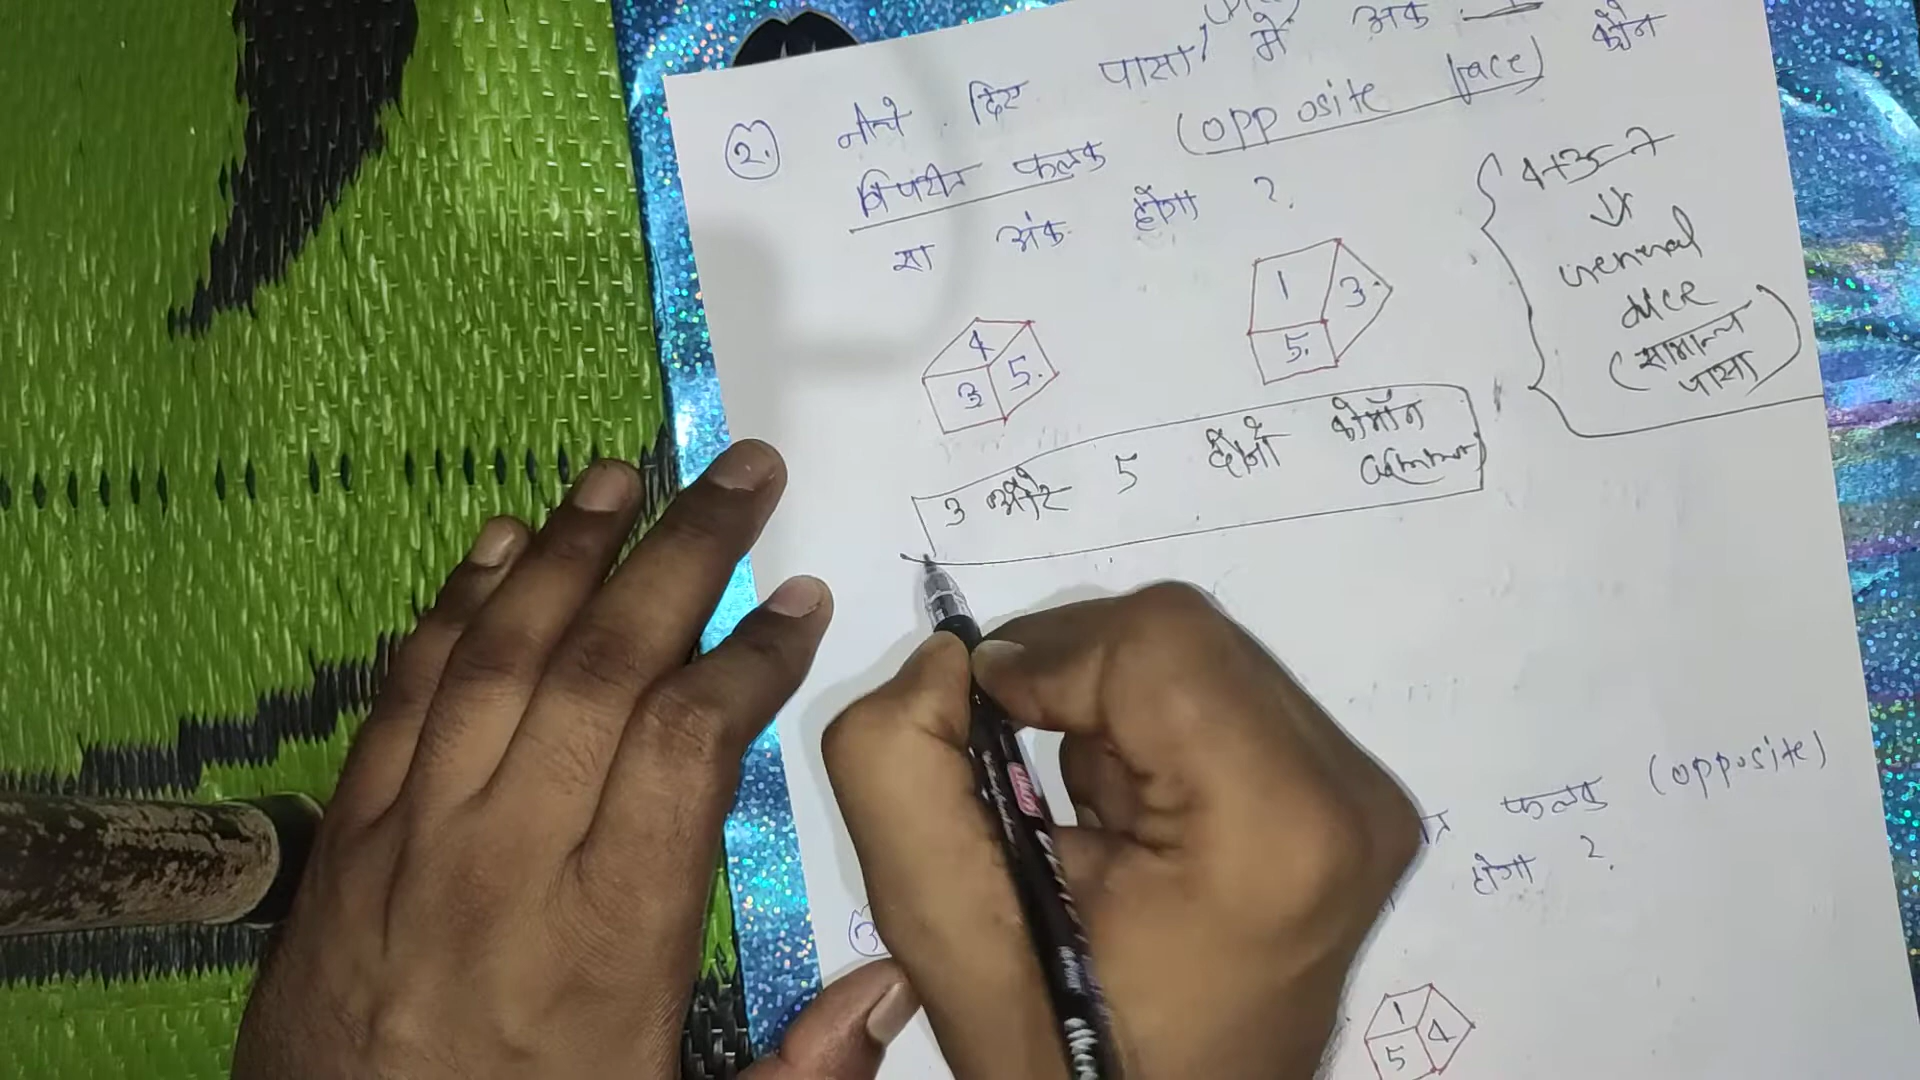 2. नीचे दिए पासा में अंक
विपरीत फलक (opposite face) कौन
सा अंक होगा ?
4
3 5.
1
3.
5.
4+3=7
General
dice
(सामान्य
पासा)
3 और 5 दोनों कोमॉन
common
फलक (opposite)
होगा ?
3
1
5 4